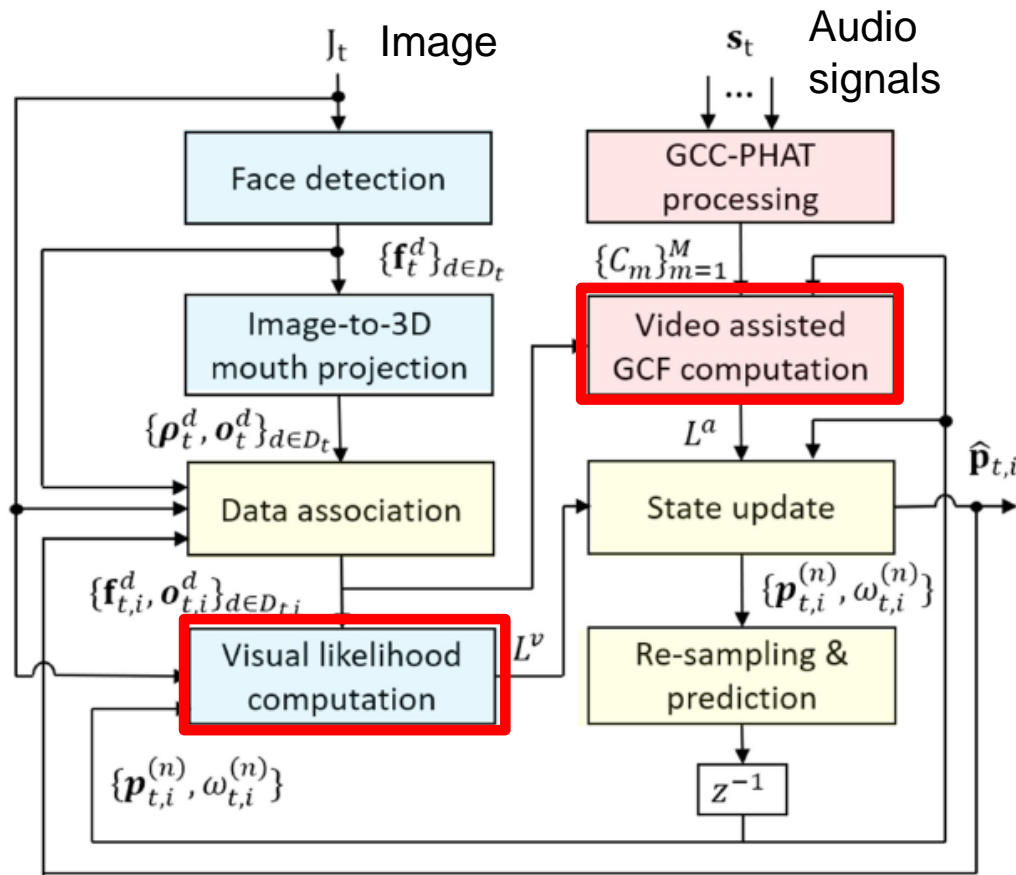 J_t Image
s_t Audio
signals
...
Face detection
GCC-PHAT
processing
{f_t^d}_{d∈D_t}
{C_m}_{m=1}^M
Image-to-3D
mouth projection
Video assisted
GCF computation
{ρ_t^d, o_t^d}_{d∈D_t}
L^a
p̂_{t,i}
Data association
State update
{f_{t,i}^d, o_{t,i}^d}_{d∈D_{t,i}}
{p_{t,i}^{(n)}, ω_{t,i}^{(n)}}
Visual likelihood
computation
L^v
Re-sampling &
prediction
{p_{t,i}^{(n)}, ω_{t,i}^{(n)}}
z^{-1}